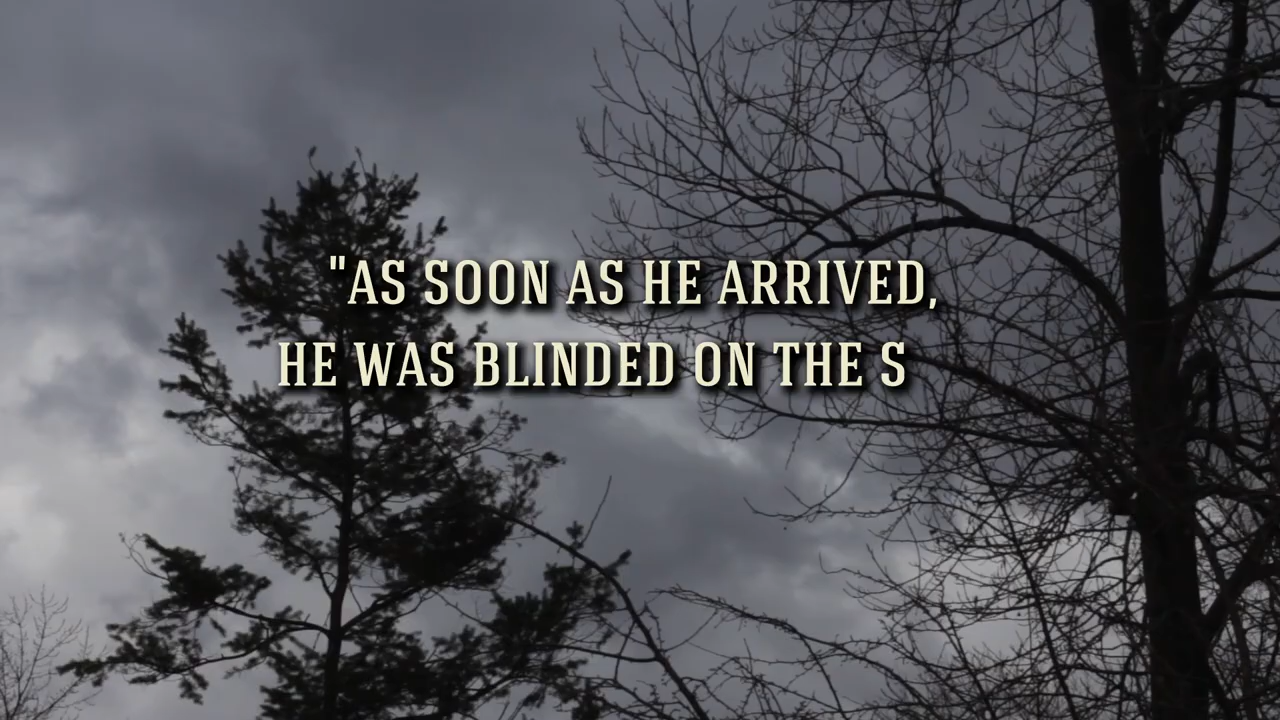 "AS SOON AS HE ARRIVED,
HE WAS BLINDED ON THE S